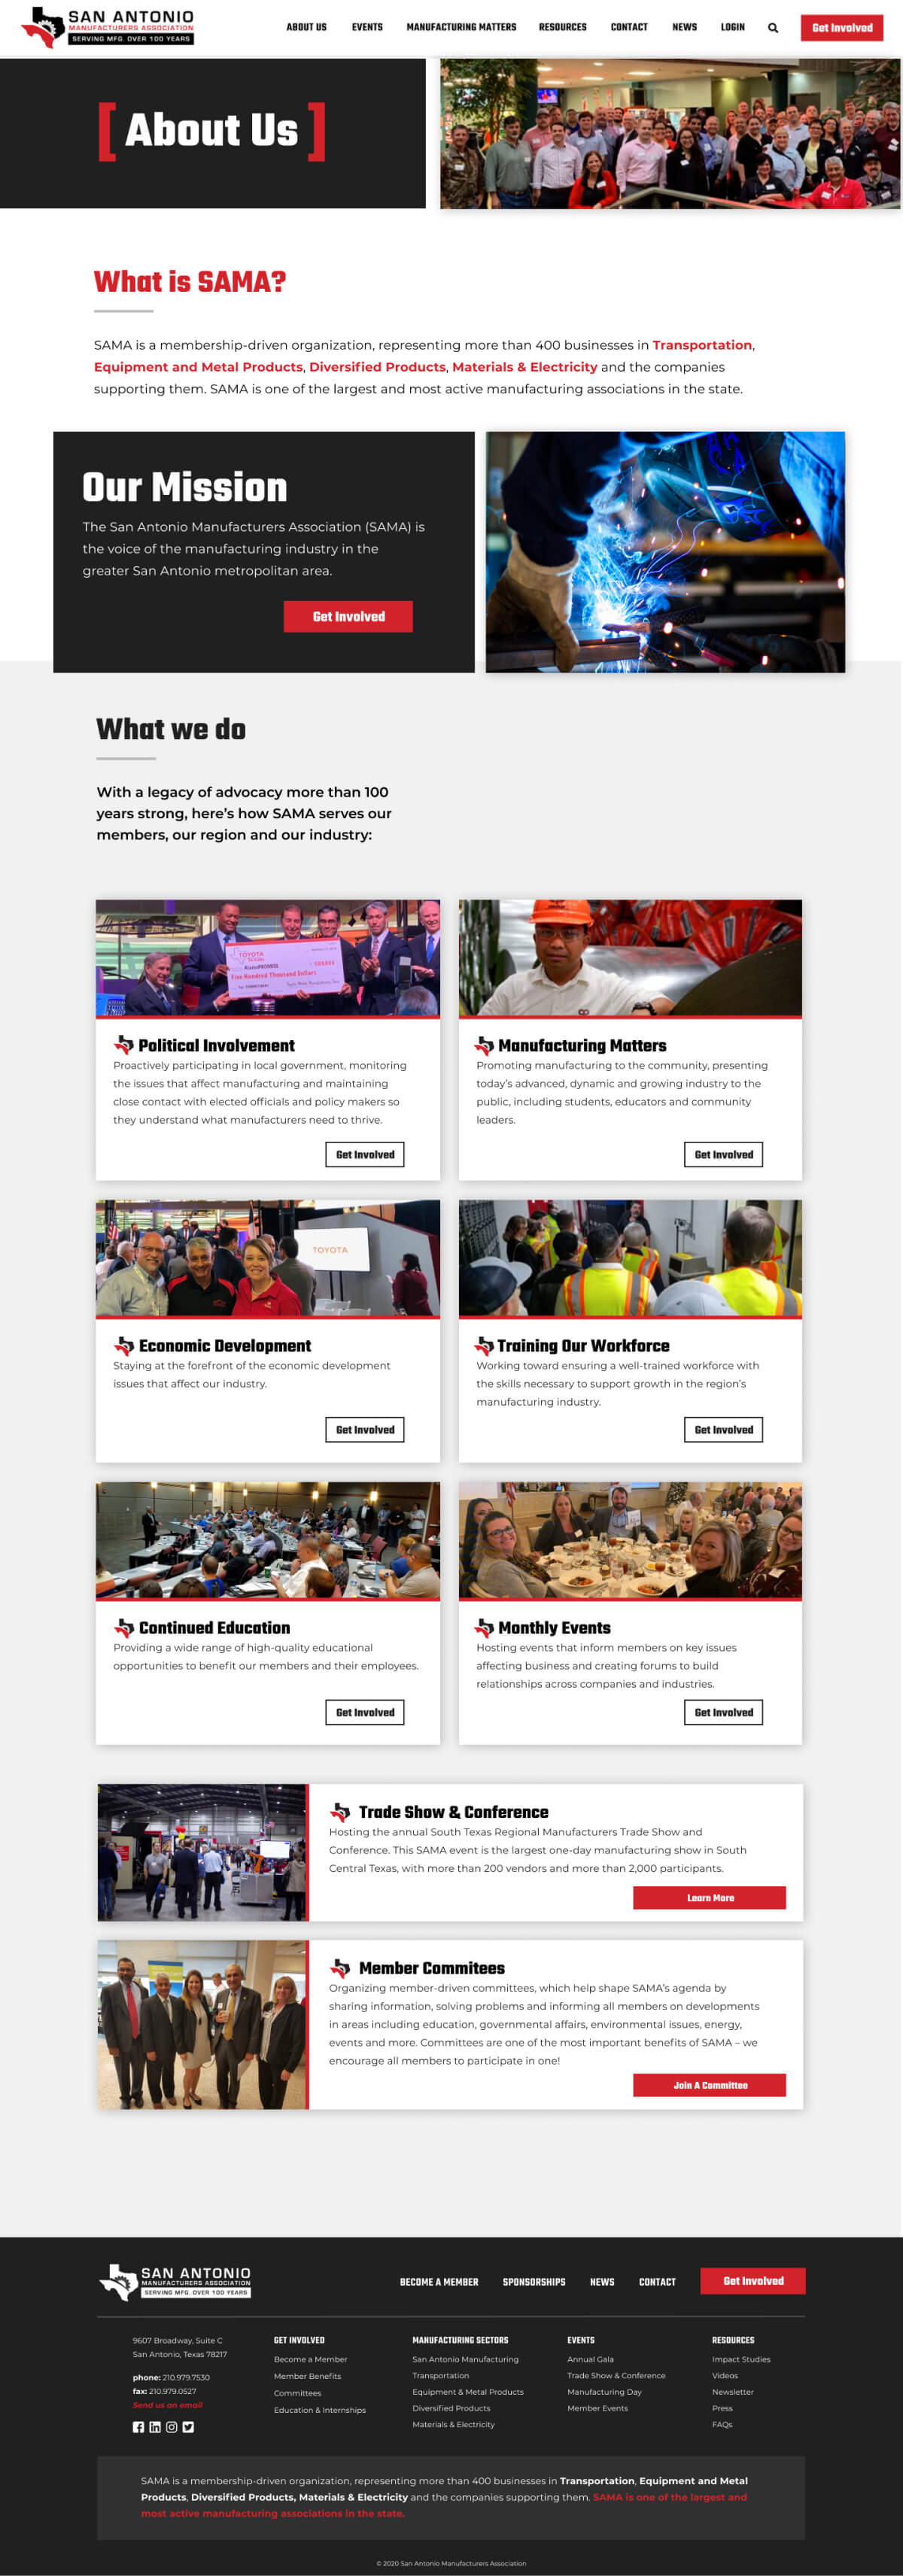 SAN ANTONIO
MANUFACTURERS ASSOCIATION
SERVING MFG. OVER 100 YEARS
ABOUT US EVENTS MANUFACTURING MATTERS RESOURCES CONTACT NEWS LOGIN Get Involved
[ About Us ]
What is SAMA?
SAMA is a membership-driven organization, representing more than 400 businesses in Transportation,
Equipment and Metal Products, Diversified Products, Materials & Electricity and the companies
supporting them. SAMA is one of the largest and most active manufacturing associations in the state.
Our Mission
The San Antonio Manufacturers Association (SAMA) is
the voice of the manufacturing industry in the
greater San Antonio metropolitan area.
Get Involved
What we do
With a legacy of advocacy more than 100
years strong, here's how SAMA serves our
members, our region and our industry:
TOYOTA
Five Hundred Thousand Dollars
Political Involvement
Proactively participating in local government, monitoring
the issues that affect manufacturing and maintaining
close contact with elected officials and policy makers so
they understand what manufacturers need to thrive.
Get Involved
Manufacturing Matters
Promoting manufacturing to the community, presenting
today's advanced, dynamic and growing industry to the
public, including students, educators and community
leaders.
Get Involved
TOYOTA
Economic Development
Staying at the forefront of the economic development
issues that affect our industry.
Get Involved
Training Our Workforce
Working toward ensuring a well-trained workforce with
the skills necessary to support growth in the region's
manufacturing industry.
Get Involved
Continued Education
Providing a wide range of high-quality educational
opportunities to benefit our members and their employees.
Get Involved
Monthly Events
Hosting events that inform members on key issues
affecting business and creating forums to build
relationships across companies and industries.
Get Involved
Trade Show & Conference
Hosting the annual South Texas Regional Manufacturers Trade Show and
Conference. This SAMA event is the largest one-day manufacturing show in South
Central Texas, with more than 200 vendors and more than 2,000 participants.
Learn More
Member Commitees
Organizing member-driven committees, which help shape SAMA's agenda by
sharing information, solving problems and informing all members on developments
in areas including education, governmental affairs, environmental issues, energy,
events and more. Committees are one of the most important benefits of SAMA – we
encourage all members to participate in one!
Join A Committee
SAN ANTONIO
MANUFACTURERS ASSOCIATION
SERVING MFG. OVER 100 YEARS
BECOME A MEMBER SPONSORSHIPS NEWS CONTACT Get Involved
9607 Broadway, Suite C
San Antonio, Texas 78217
phone: 210.979.7530
fax: 210.979.0527
Send us an email
GET INVOLVED
Become a Member
Member Benefits
Committees
Education & Internships
MANUFACTURING SECTORS
San Antonio Manufacturing
Transportation
Equipment & Metal Products
Diversified Products
Materials & Electricity
EVENTS
Annual Gala
Trade Show & Conference
Manufacturing Day
Member Events
RESOURCES
Impact Studies
Videos
Newsletter
Press
FAQs
SAMA is a membership-driven organization, representing more than 400 businesses in Transportation, Equipment and Metal
Products, Diversified Products, Materials & Electricity and the companies supporting them. SAMA is one of the largest and
most active manufacturing associations in the state.
© 2020 San Antonio Manufacturers Association